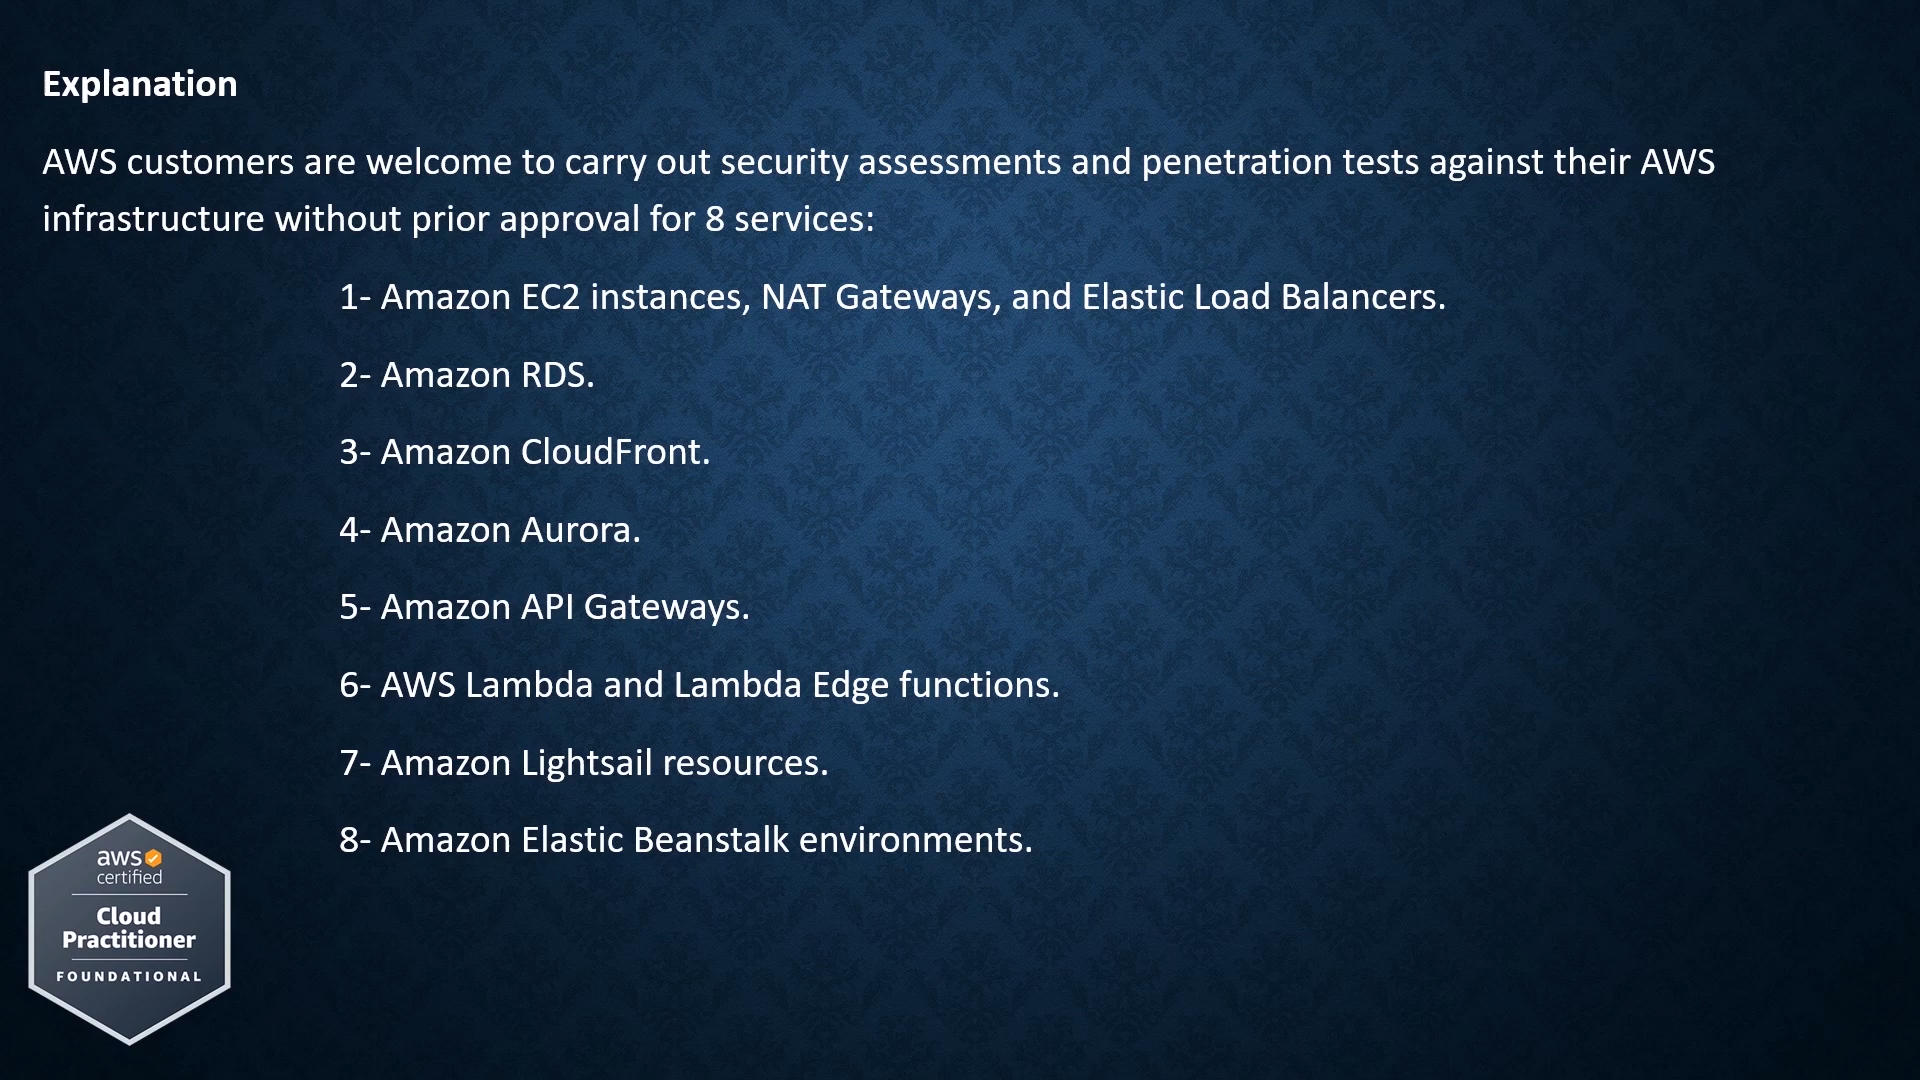 Explanation
AWS customers are welcome to carry out security assessments and penetration tests against their AWS
infrastructure without prior approval for 8 services:
1- Amazon EC2 instances, NAT Gateways, and Elastic Load Balancers.
2- Amazon RDS.
3- Amazon CloudFront.
4- Amazon Aurora.
5- Amazon API Gateways.
6- AWS Lambda and Lambda Edge functions.
7- Amazon Lightsail resources.
8- Amazon Elastic Beanstalk environments.
aws
certified
Cloud
Practitioner
FOUNDATIONAL